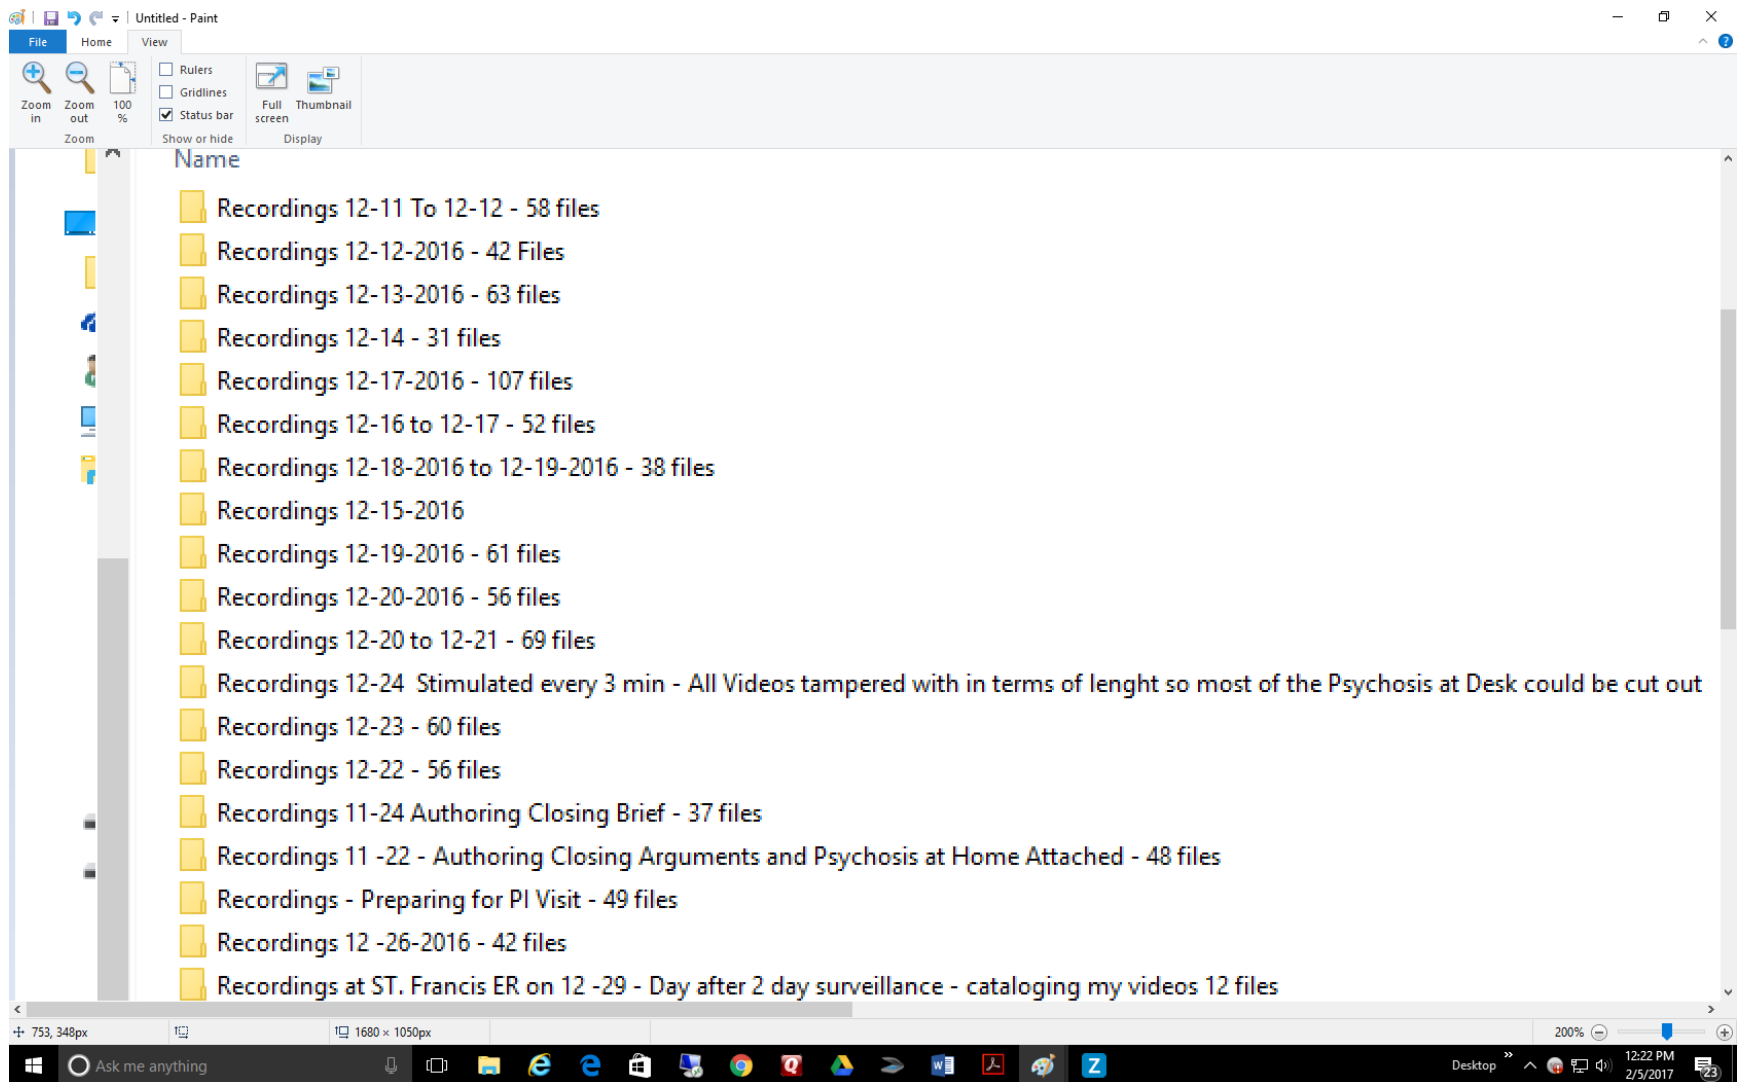 Untitled - Paint
File Home View
Zoom in
Zoom out
100 %
Rulers
Gridlines
Status bar
Full screen
Thumbnail
Zoom
Show or hide
Display
Name
Recordings 12-11 To 12-12 - 58 files
Recordings 12-12-2016 - 42 Files
Recordings 12-13-2016 - 63 files
Recordings 12-14 - 31 files
Recordings 12-17-2016 - 107 files
Recordings 12-16 to 12-17 - 52 files
Recordings 12-18-2016 to 12-19-2016 - 38 files
Recordings 12-15-2016
Recordings 12-19-2016 - 61 files
Recordings 12-20-2016 - 56 files
Recordings 12-20 to 12-21 - 69 files
Recordings 12-24  Stimulated every 3 min - All Videos tampered with in terms of lenght so most of the Psychosis at Desk could be cut out
Recordings 12-23 - 60 files
Recordings 12-22 - 56 files
Recordings 11-24 Authoring Closing Brief - 37 files
Recordings 11 -22 - Authoring Closing Arguments and Psychosis at Home Attached - 48 files
Recordings - Preparing for PI Visit - 49 files
Recordings 12 -26-2016 - 42 files
Recordings at ST. Francis ER on 12 -29 - Day after 2 day surveillance - cataloging my videos 12 files
753, 348px
1680 × 1050px
200%
Ask me anything
Desktop
12:22 PM
2/5/2017
23